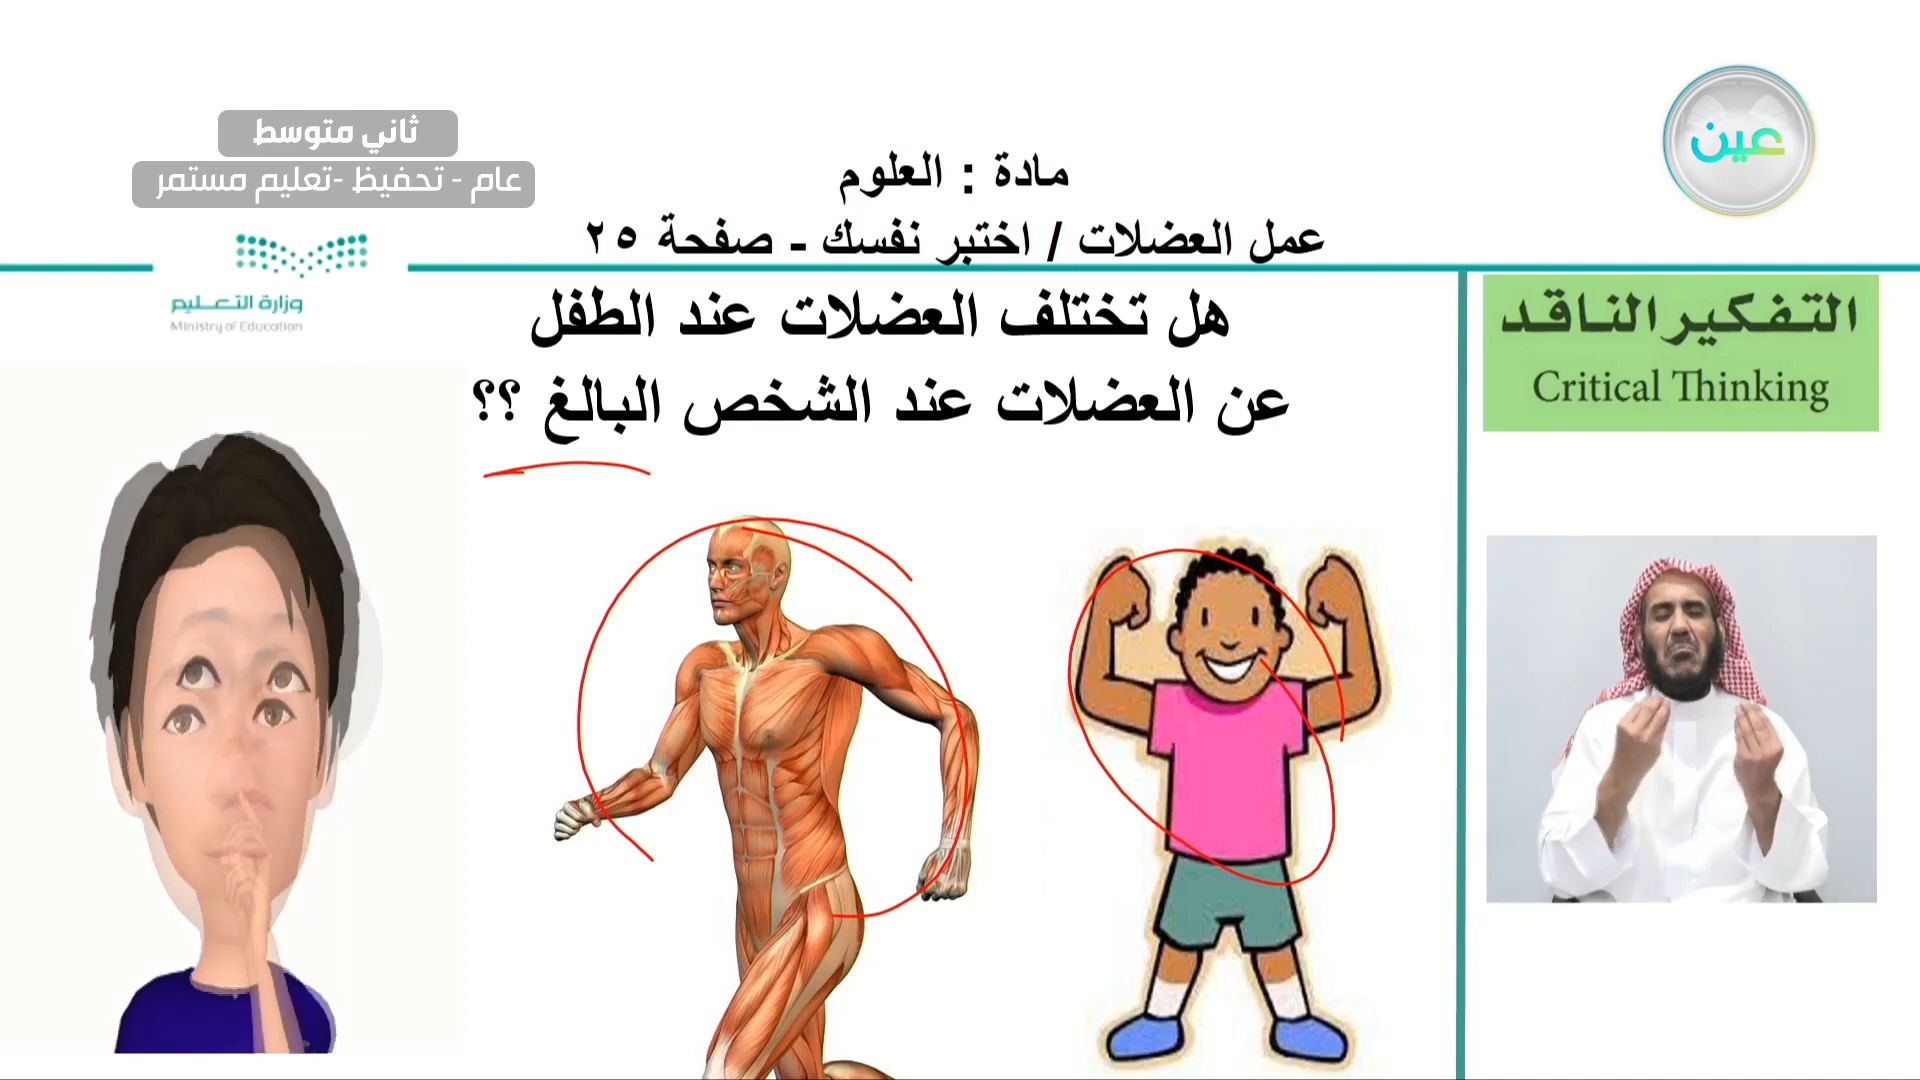 ثاني متوسط
عام - تحفيظ -تعليم مستمر
عين
مادة : العلوم
عمل العضلات / اختبر نفسك - صفحة ٢٥
وزارة التعليم
Ministry of Education
هل تختلف العضلات عند الطفل
عن العضلات عند الشخص البالغ ؟؟
التفكير الناقد
Critical Thinking